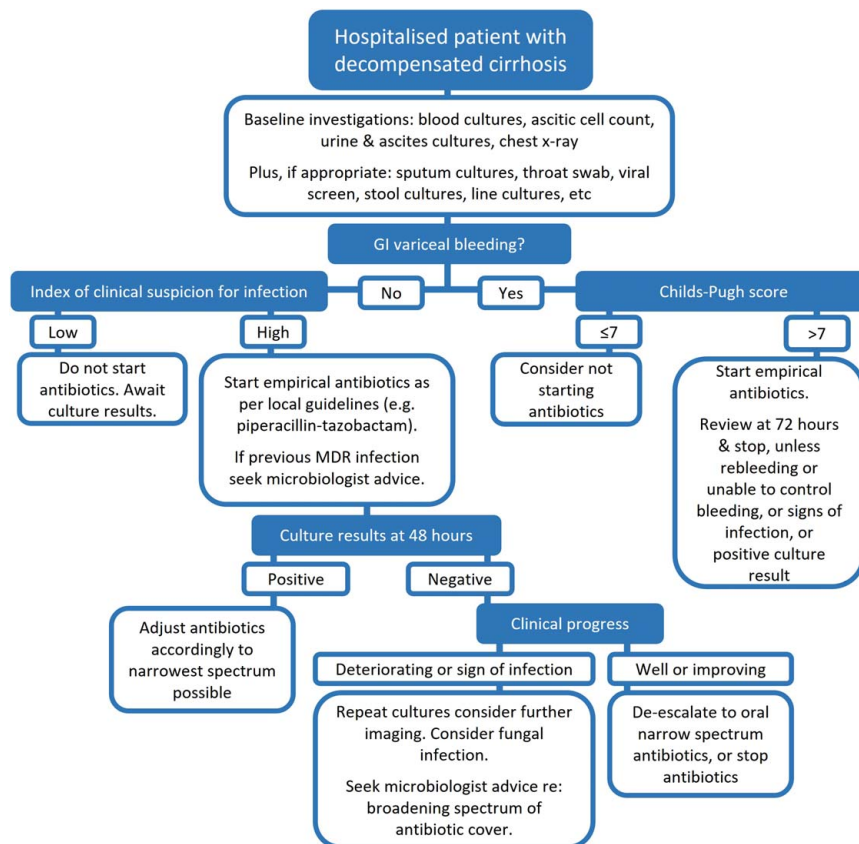 Hospitalised patient with
decompensated cirrhosis
Baseline investigations: blood cultures, ascitic cell count,
urine & ascites cultures, chest x-ray
Plus, if appropriate: sputum cultures, throat swab, viral
screen, stool cultures, line cultures, etc
GI variceal bleeding?
Index of clinical suspicion for infection
No
Yes
Childs-Pugh score
Low
High
≤7
>7
Do not start
antibiotics. Await
culture results.
Start empirical antibiotics as
per local guidelines (e.g.
piperacillin-tazobactam).
If previous MDR infection
seek microbiologist advice.
Consider not
starting
antibiotics
Start empirical
antibiotics.
Review at 72 hours
& stop, unless
rebleeding or
unable to control
bleeding, or signs of
infection, or
positive culture
result
Culture results at 48 hours
Positive
Negative
Adjust antibiotics
accordingly to
narrowest spectrum
possible
Clinical progress
Deteriorating or sign of infection
Well or improving
Repeat cultures consider further
imaging. Consider fungal
infection.
Seek microbiologist advice re:
broadening spectrum of
antibiotic cover.
De-escalate to oral
narrow spectrum
antibiotics, or stop
antibiotics